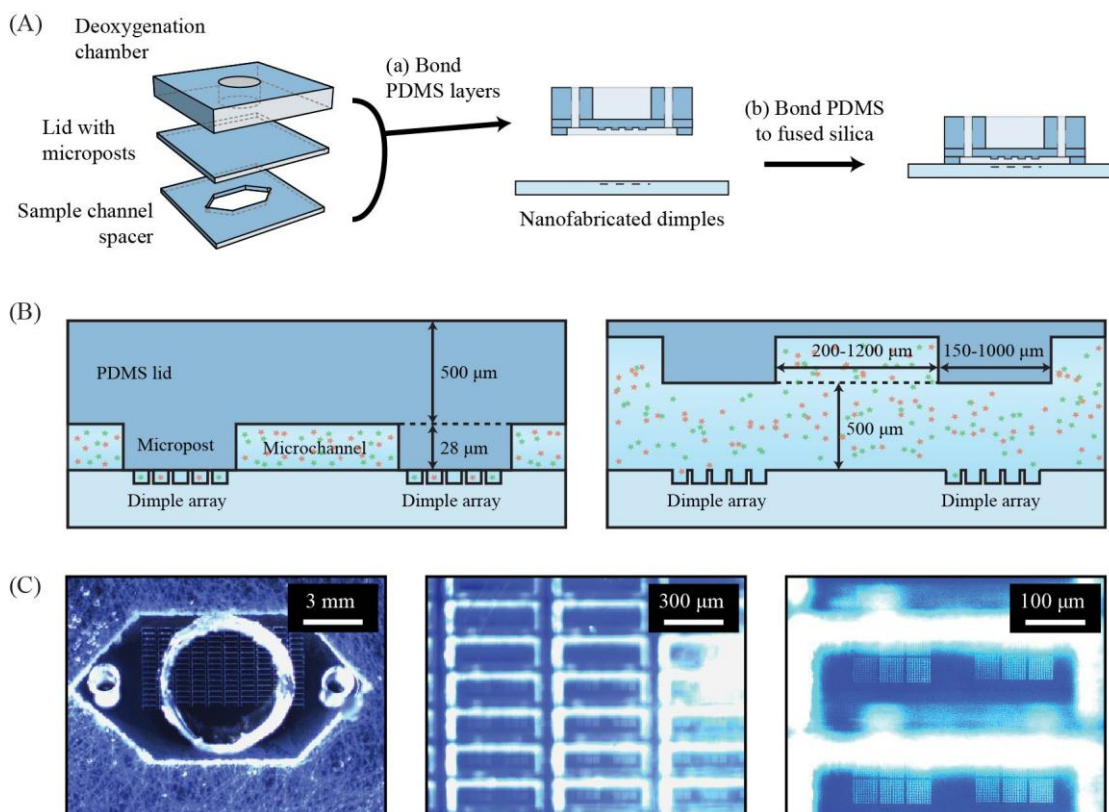 (A)
Deoxygenation
chamber
Lid with
microposts
Sample channel
spacer
(a) Bond
PDMS layers
Nanofabricated dimples
(b) Bond PDMS
to fused silica
(B)
PDMS lid
500 μm
Micropost
Microchannel
28 μm
Dimple array
Dimple array
200-1200 μm
150-1000 μm
500 μm
Dimple array
Dimple array
(C)
3 mm
300 μm
100 μm